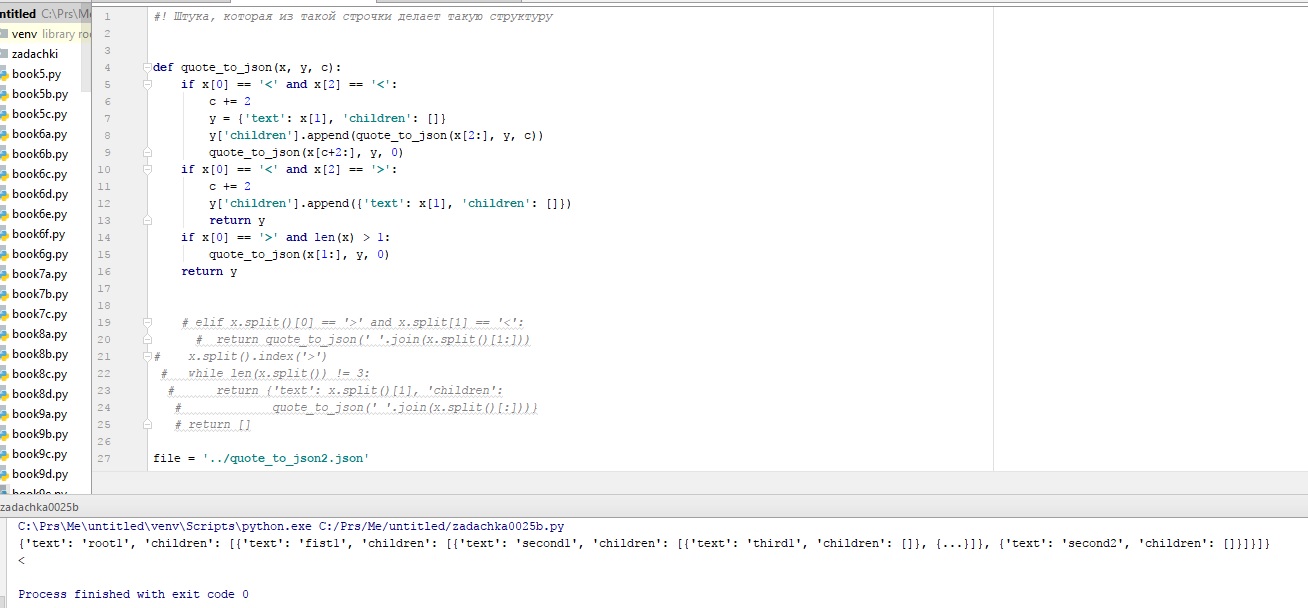 ntitled C:\Prs\Me
venv library roo
zadachki
book5.py
book5b.py
book5c.py
book6a.py
book6b.py
book6c.py
book6d.py
book6e.py
book6f.py
book6g.py
book7a.py
book7b.py
book7c.py
book8a.py
book8b.py
book8c.py
book8d.py
book9a.py
book9b.py
book9c.py
book9d.py
book9e.py
1 #! Штука, которая из такой строчки делает такую структуру
2
3
4 def quote_to_json(x, y, c):
5     if x[0] == '<' and x[2] == '<':
6         c += 2
7         y = {'text': x[1], 'children': []}
8         y['children'].append(quote_to_json(x[2:], y, c))
9         quote_to_json(x[c+2:], y, 0)
10     if x[0] == '<' and x[2] == '>':
11         c += 2
12         y['children'].append({'text': x[1], 'children': []})
13         return y
14     if x[0] == '>' and len(x) > 1:
15         quote_to_json(x[1:], y, 0)
16     return y
17
18
19     # elif x.split()[0] == '>' and x.split[1] == '<':
20       #  return quote_to_json(' '.join(x.split()[1:]))
21 #    x.split().index('>')
22  #   while len(x.split()) != 3:
23   #      return {'text': x.split()[1], 'children':
24    #             quote_to_json(' '.join(x.split()[:]))}
25    # return []
26
27 file = '../quote_to_json2.json'
zadachka0025b
C:\Prs\Me\untitled\venv\Scripts\python.exe C:/Prs/Me/untitled/zadachka0025b.py
{'text': 'root1', 'children': [{'text': 'fist1', 'children': [{'text': 'second1', 'children': [{'text': 'third1', 'children': []}, {...}]}, {'text': 'second2', 'children': []}]}]}
<
Process finished with exit code 0